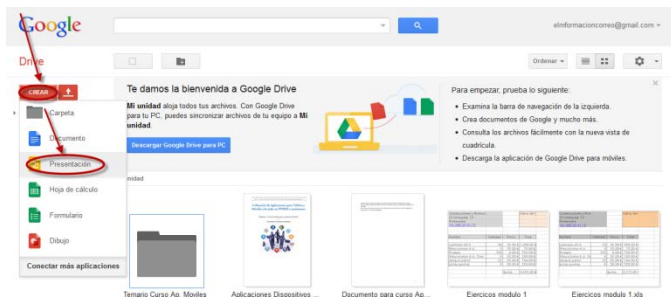 Google
elmformacioncorreo@gmail.com
Drive
Ordenar
CREAR
Carpeta
Documento
Presentación
Hoja de cálculo
Formulario
Dibujo
Conectar más aplicaciones
Te damos la bienvenida a Google Drive
Mi unidad aloja todos tus archivos. Con Google Drive
para tu PC, puedes sincronizar archivos de tu equipo a Mi
unidad.
Descargar Google Drive para PC
Para empezar, prueba lo siguiente:
• Examina la barra de navegación de la izquierda.
• Crea documentos de Google y mucho más.
• Consulta los archivos fácilmente con la nueva vista de
cuadrícula.
• Descarga la aplicación de Google Drive para móviles.
unidad
Temario Curso Ap. Moviles
Aplicaciones Dispositivos ...
Documento para curso Ap...
Ejercicos modulo 1
Ejercicos modulo 1.xls